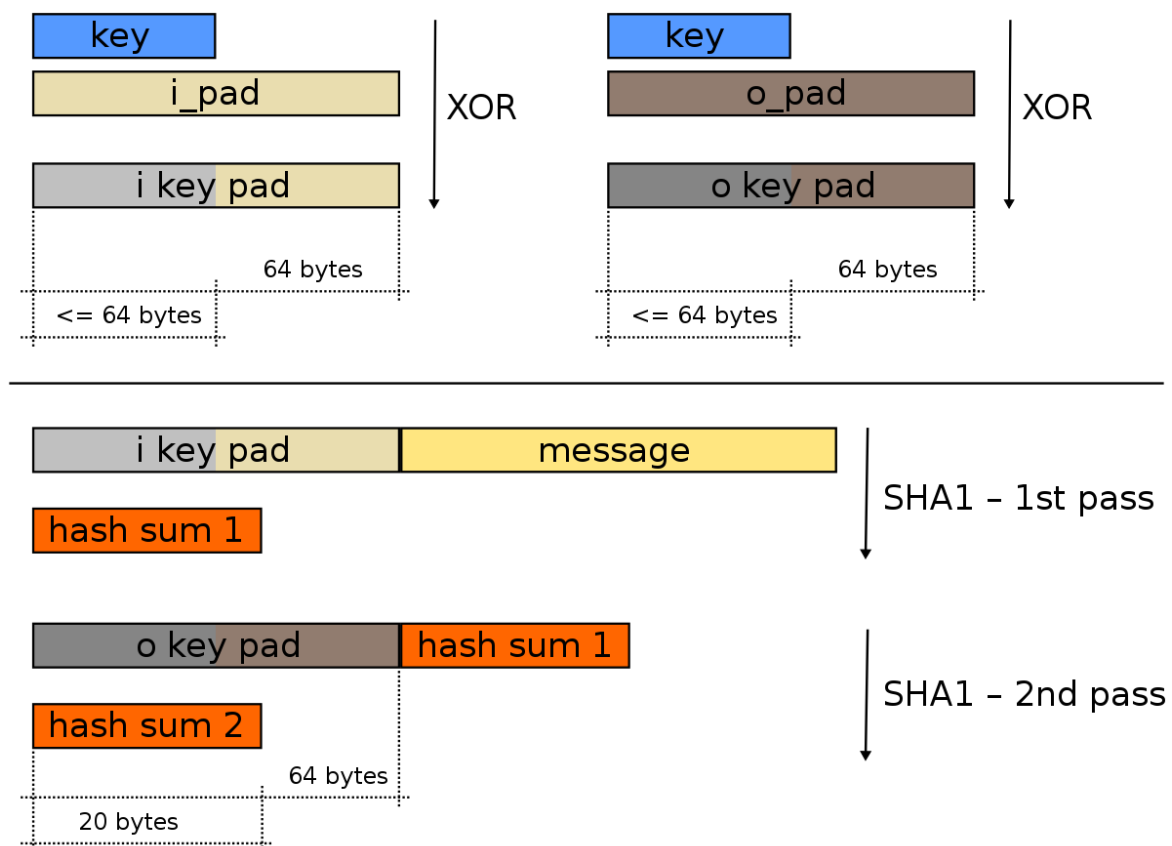 key
i_pad
XOR
i key pad
64 bytes
<= 64 bytes
key
o_pad
XOR
o key pad
64 bytes
<= 64 bytes
i key pad message
SHA1 – 1st pass
hash sum 1
o key pad hash sum 1
SHA1 – 2nd pass
hash sum 2
64 bytes
20 bytes